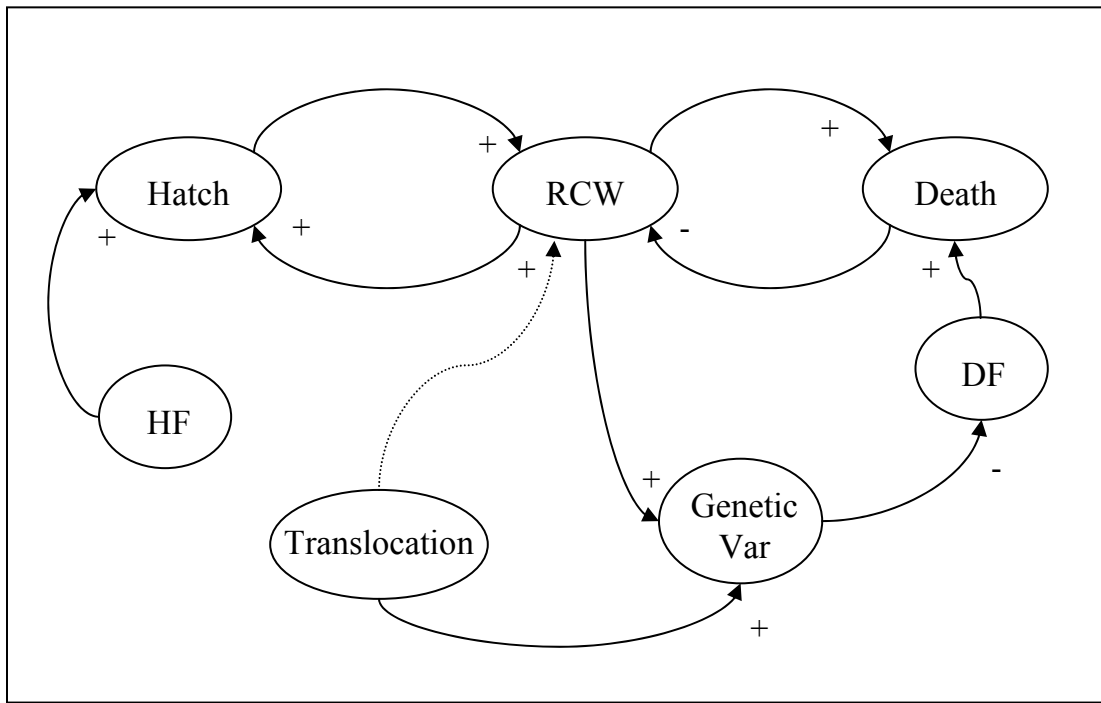 +
+
Hatch
RCW
Death
+
+
-
+
+
DF
HF
+
-
Genetic
Var
Translocation
+